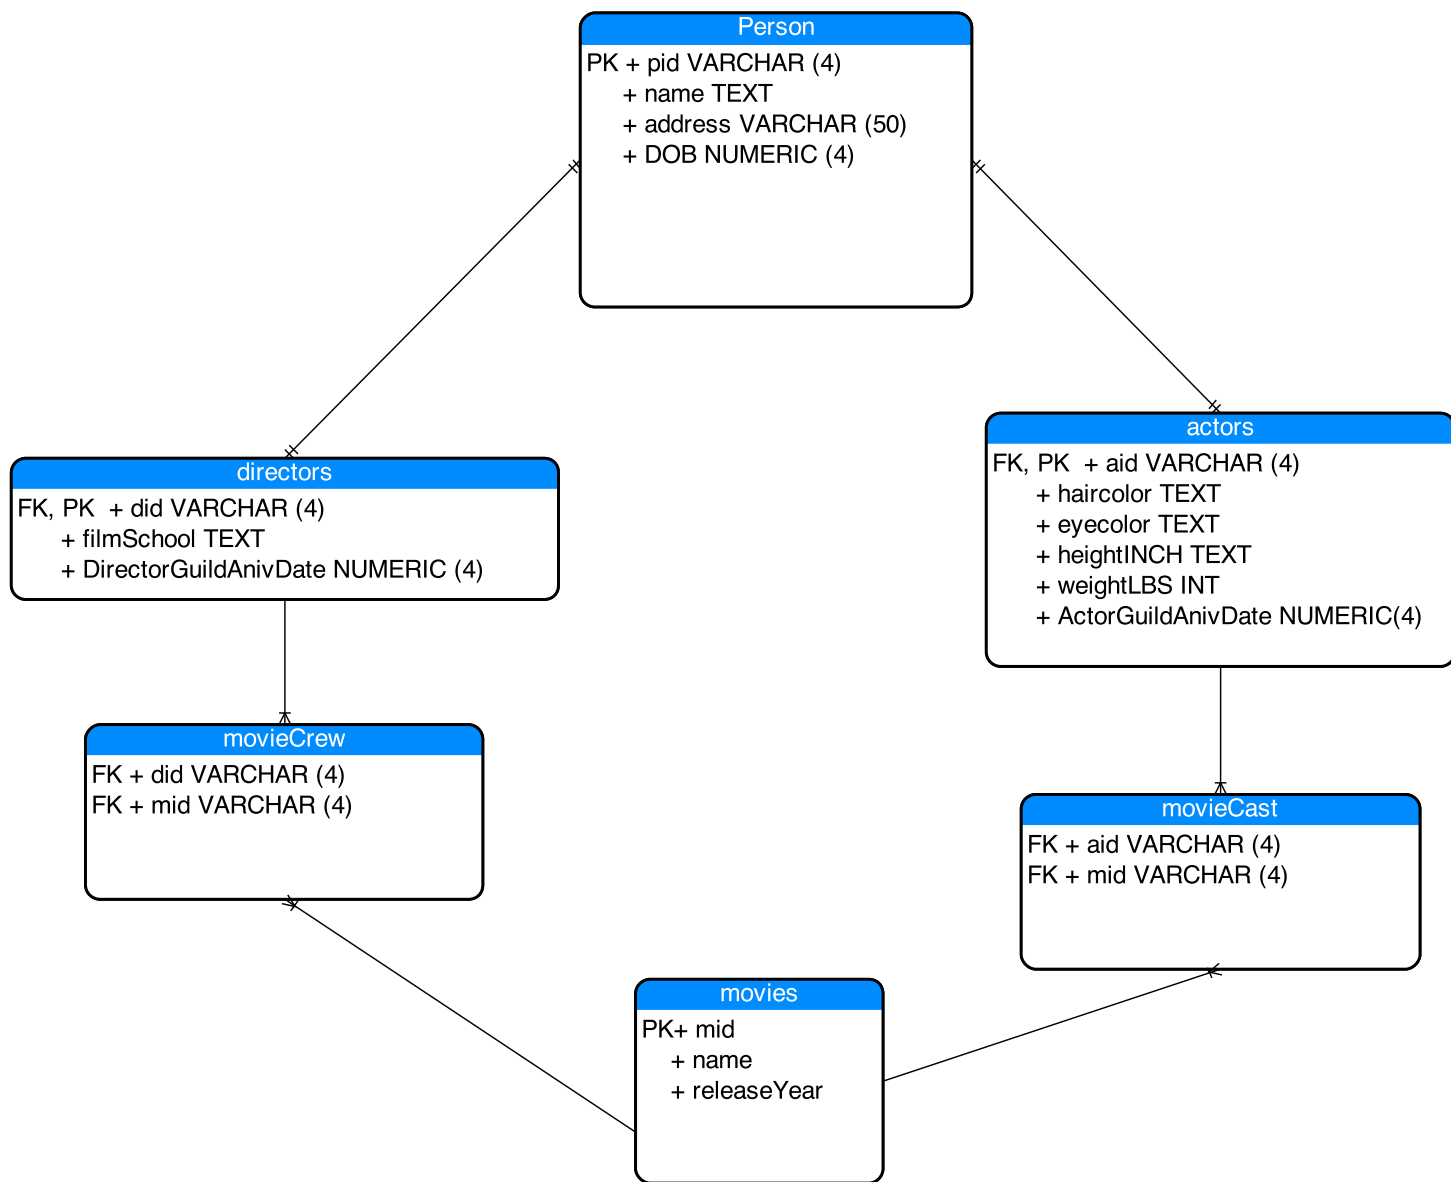 Person
PK + pid VARCHAR (4)
+ name TEXT
+ address VARCHAR (50)
+ DOB NUMERIC (4)
directors
FK, PK + did VARCHAR (4)
+ filmSchool TEXT
+ DirectorGuildAnivDate NUMERIC (4)
actors
FK, PK + aid VARCHAR (4)
+ haircolor TEXT
+ eyecolor TEXT
+ heightINCH TEXT
+ weightLBS INT
+ ActorGuildAnivDate NUMERIC(4)
movieCrew
FK + did VARCHAR (4)
FK + mid VARCHAR (4)
movieCast
FK + aid VARCHAR (4)
FK + mid VARCHAR (4)
movies
PK+ mid
+ name
+ releaseYear